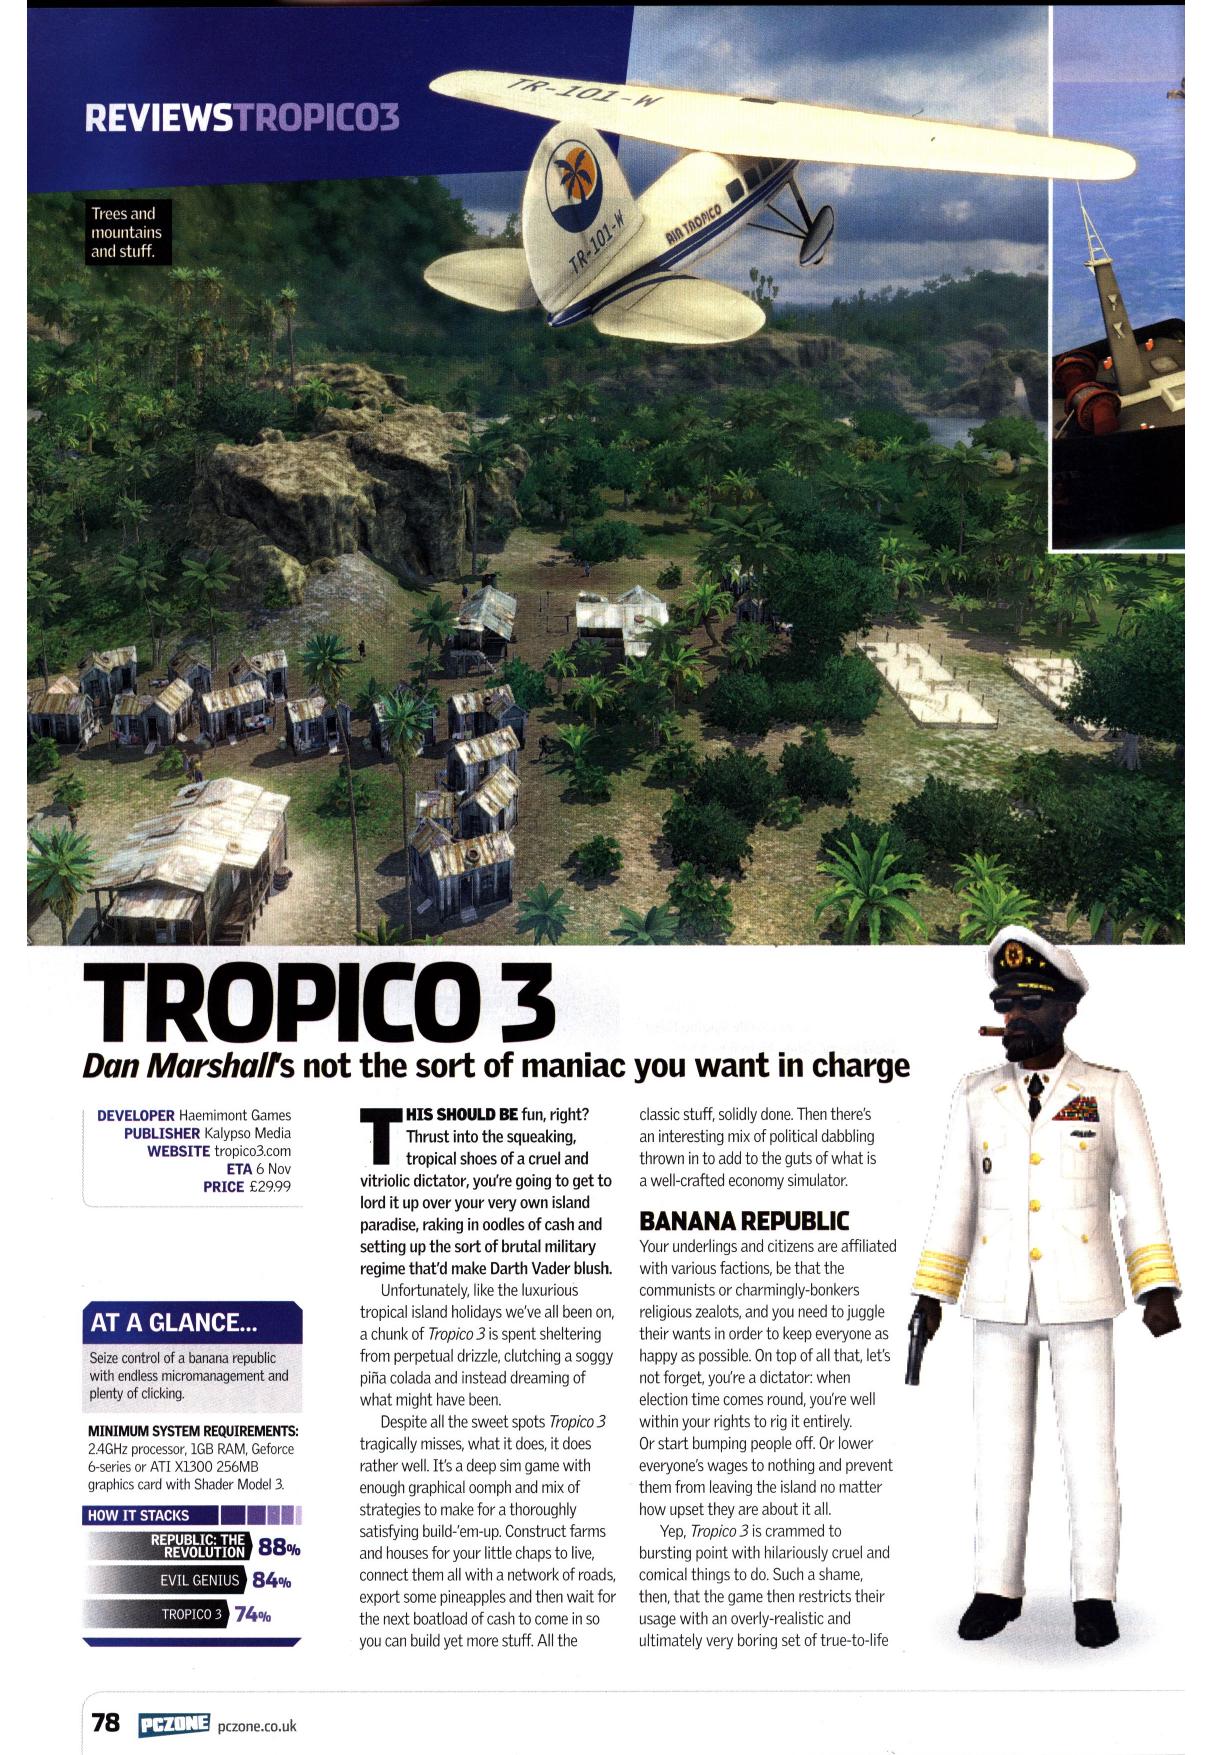 REVIEWSTROPICO3
TR-101-W
TR-101-W
AIR TROPICO
Trees and
mountains
and stuff.
TROPICO 3
Dan Marshall's not the sort of maniac you want in charge
DEVELOPER Haemimont Games
PUBLISHER Kalypso Media
WEBSITE tropico3.com
ETA 6 Nov
PRICE £29.99
AT A GLANCE...
Seize control of a banana republic
with endless micromanagement and
plenty of clicking.
MINIMUM SYSTEM REQUIREMENTS:
2.4GHz processor, 1GB RAM, Geforce
6-series or ATI X1300 256MB
graphics card with Shader Model 3.
HOW IT STACKS
REPUBLIC: THE
REVOLUTION 88%
EVIL GENIUS 84%
TROPICO 3 74%
THIS SHOULD BE fun, right?
Thrust into the squeaking,
tropical shoes of a cruel and
vitriolic dictator, you're going to get to
lord it up over your very own island
paradise, raking in oodles of cash and
setting up the sort of brutal military
regime that'd make Darth Vader blush.
Unfortunately, like the luxurious
tropical island holidays we've all been on,
a chunk of Tropico 3 is spent sheltering
from perpetual drizzle, clutching a soggy
piña colada and instead dreaming of
what might have been.
Despite all the sweet spots Tropico 3
tragically misses, what it does, it does
rather well. It's a deep sim game with
enough graphical oomph and mix of
strategies to make for a thoroughly
satisfying build-'em-up. Construct farms
and houses for your little chaps to live,
connect them all with a network of roads,
export some pineapples and then wait for
the next boatload of cash to come in so
you can build yet more stuff. All the
classic stuff, solidly done. Then there's
an interesting mix of political dabbling
thrown in to add to the guts of what is
a well-crafted economy simulator.
BANANA REPUBLIC
Your underlings and citizens are affiliated
with various factions, be that the
communists or charmingly-bonkers
religious zealots, and you need to juggle
their wants in order to keep everyone as
happy as possible. On top of all that, let's
not forget, you're a dictator: when
election time comes round, you're well
within your rights to rig it entirely.
Or start bumping people off. Or lower
everyone's wages to nothing and prevent
them from leaving the island no matter
how upset they are about it all.
Yep, Tropico 3 is crammed to
bursting point with hilariously cruel and
comical things to do. Such a shame,
then, that the game then restricts their
usage with an overly-realistic and
ultimately very boring set of true-to-life
78 PCZONE pczone.co.uk